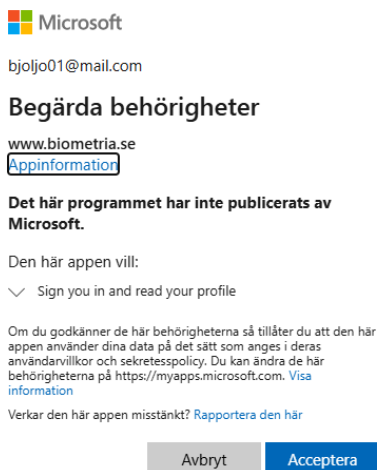 Microsoft
bjoljo01@mail.com
Begärda behörigheter
www.biometria.se
Appinformation
Det här programmet har inte publicerats av
Microsoft.
Den här appen vill:
Sign you in and read your profile
Om du godkänner de här behörigheterna så tillåter du att den här
appen använder dina data på det sätt som anges i deras
användarvillkor och sekretesspolicy. Du kan ändra de här
behörigheterna på https://myapps.microsoft.com. Visa
information
Verkar den här appen misstänkt? Rapportera den här
Avbryt
Acceptera